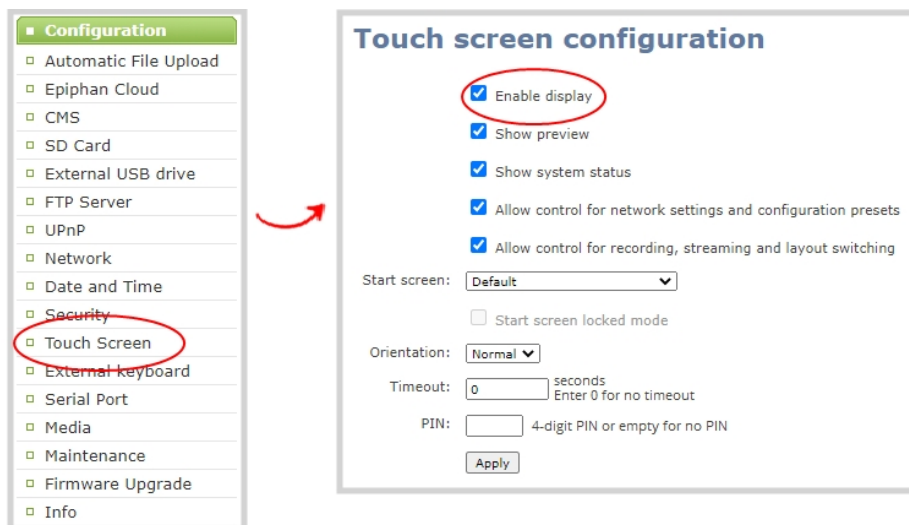 Configuration
Automatic File Upload
Epiphan Cloud
CMS
SD Card
External USB drive
FTP Server
UPnP
Network
Date and Time
Security
Touch Screen
External keyboard
Serial Port
Media
Maintenance
Firmware Upgrade
Info
Touch screen configuration
Enable display
Show preview
Show system status
Allow control for network settings and configuration presets
Allow control for recording, streaming and layout switching
Start screen: Default
Start screen locked mode
Orientation: Normal
Timeout: 0 seconds
Enter 0 for no timeout
PIN: 4-digit PIN or empty for no PIN
Apply